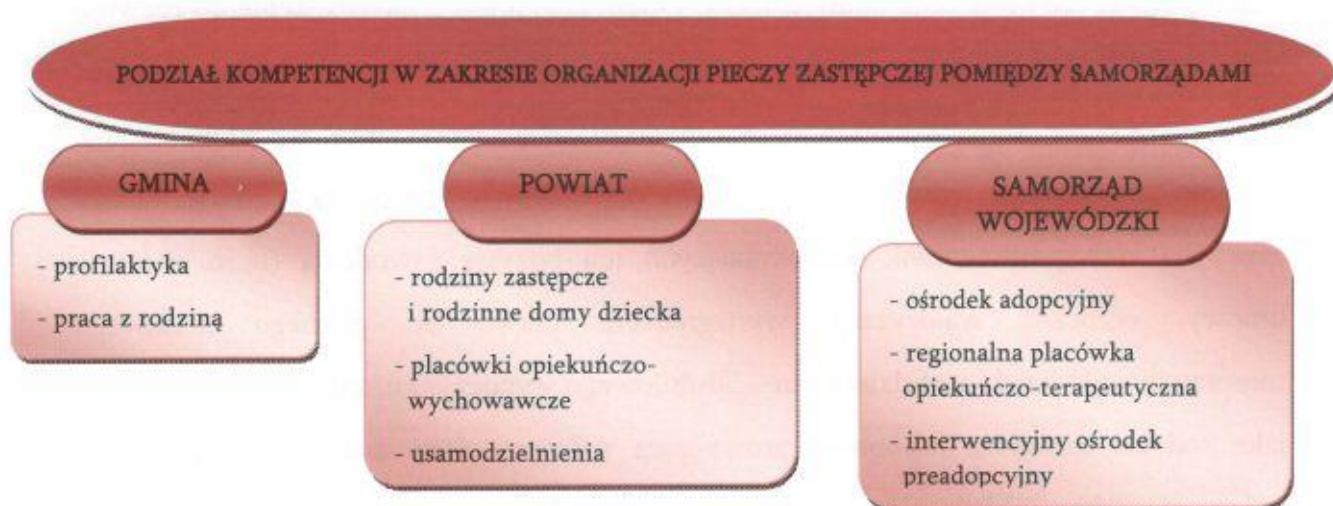 PODZIAŁ KOMPETENCJI W ZAKRESIE ORGANIZACJI PIECZY ZASTĘPCZEJ POMIĘDZY SAMORZĄDAMI
GMINA
- profilaktyka
- praca z rodziną
POWIAT
- rodziny zastępcze
i rodzinne domy dziecka
- placówki opiekuńczo-
wychowawcze
- usamodzielnienia
SAMORZĄD
WOJEWÓDZKI
- ośrodek adopcyjny
- regionalna placówka
opiekuńczo-terapeutyczna
- interwencyjny ośrodek
preadopcyjny